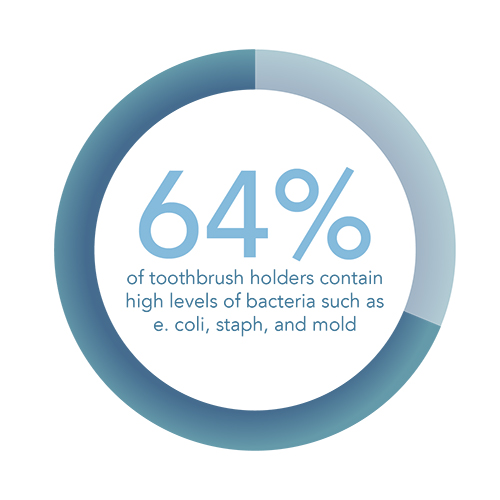 64%
of toothbrush holders contain
high levels of bacteria such as
e. coli, staph, and mold